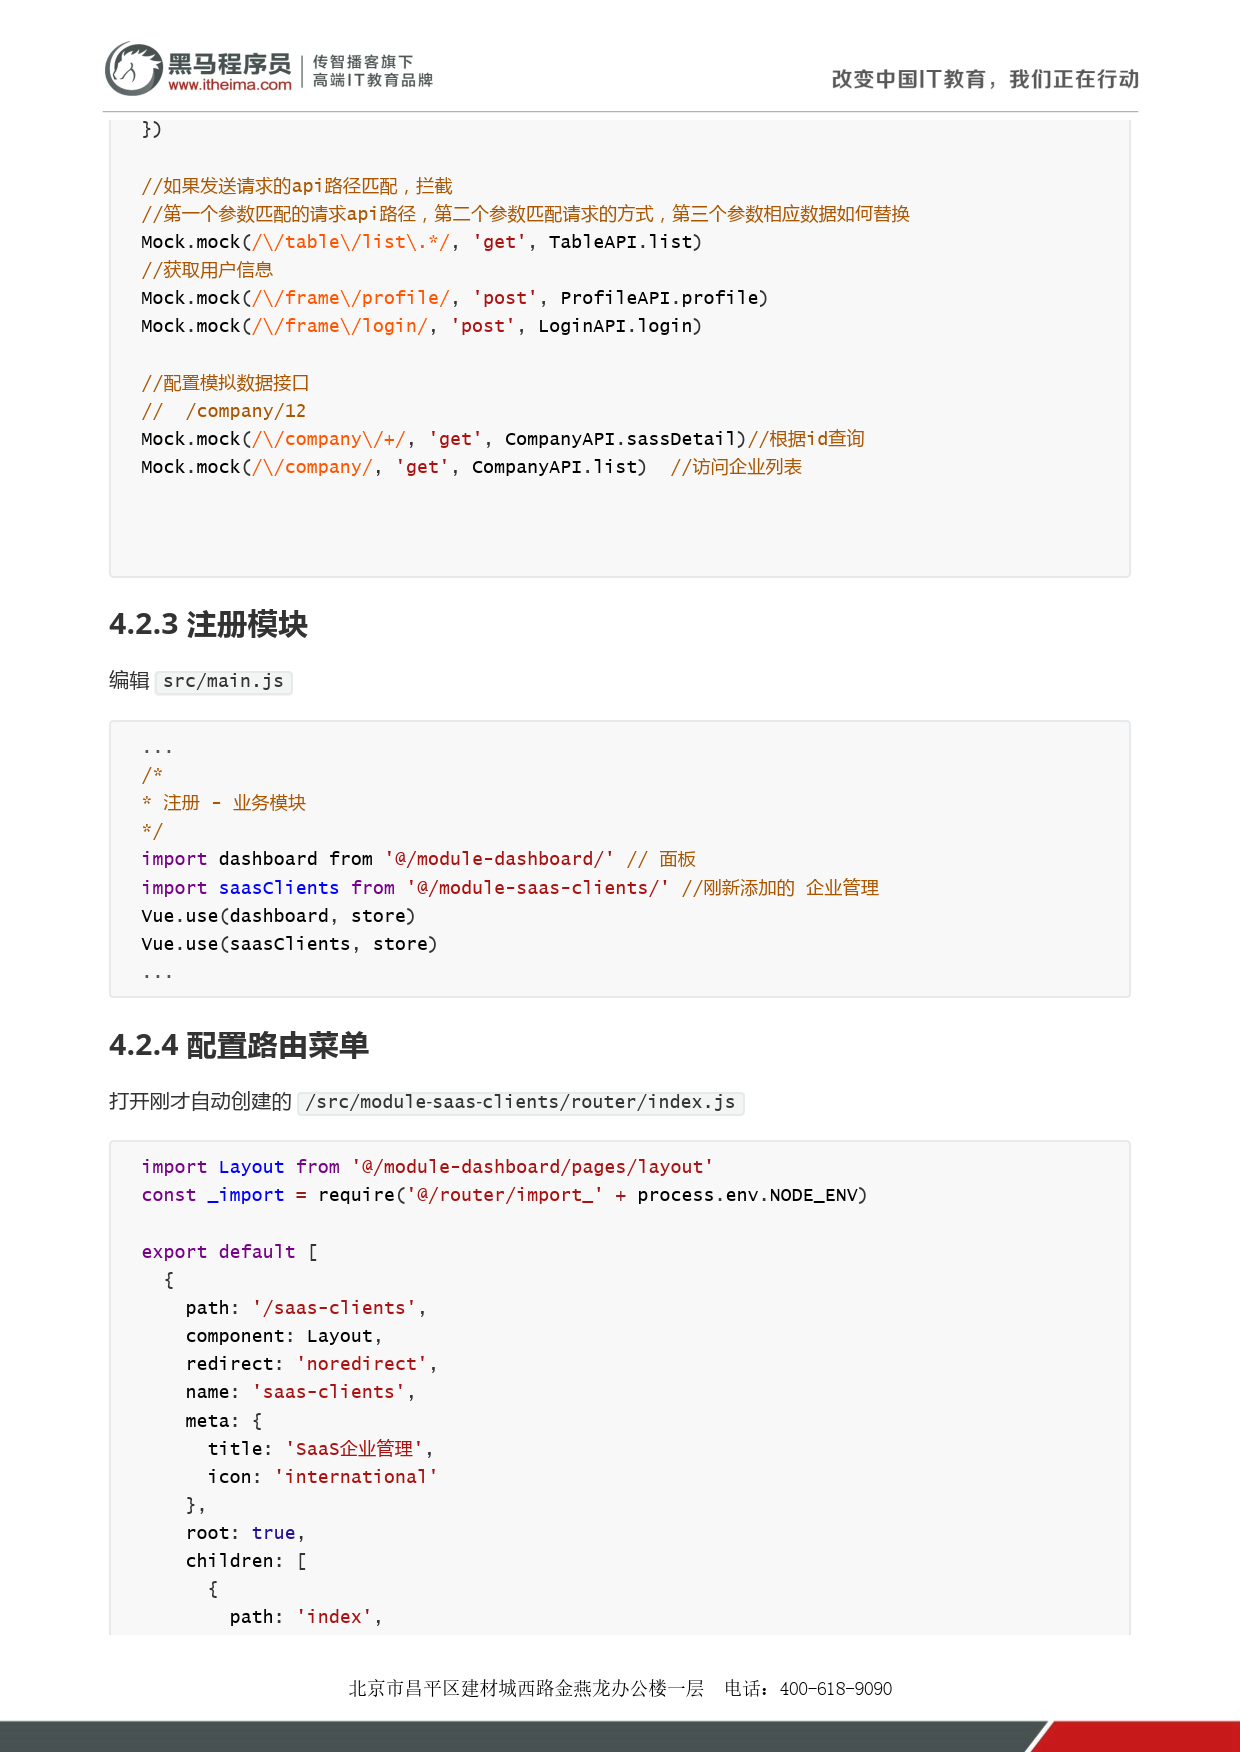 黑马程序员
www.itheima.com
传智播客旗下
高端IT教育品牌
改变中国IT教育，我们正在行动
})
//如果发送请求的api路径匹配，拦截
//第一个参数匹配的请求api路径，第二个参数匹配请求的方式，第三个参数相应数据如何替换
Mock.mock(/\/table\/list\.*/, 'get', TableAPI.list)
//获取用户信息
Mock.mock(/\/frame\/profile/, 'post', ProfileAPI.profile)
Mock.mock(/\/frame\/login/, 'post', LoginAPI.login)
//配置模拟数据接口
//  /company/12
Mock.mock(/\/company\/+/, 'get', CompanyAPI.sassDetail)//根据id查询
Mock.mock(/\/company/, 'get', CompanyAPI.list)  //访问企业列表
4.2.3 注册模块
编辑 src/main.js
...
/*
* 注册 - 业务模块
*/
import dashboard from '@/module-dashboard/' // 面板
import saasClients from '@/module-saas-clients/' //刚新添加的 企业管理
Vue.use(dashboard, store)
Vue.use(saasClients, store)
...
4.2.4 配置路由菜单
打开刚才自动创建的 /src/module-saas-clients/router/index.js
import Layout from '@/module-dashboard/pages/layout'
const _import = require('@/router/import_' + process.env.NODE_ENV)
export default [
  {
    path: '/saas-clients',
    component: Layout,
    redirect: 'noredirect',
    name: 'saas-clients',
    meta: {
      title: 'SaaS企业管理',
      icon: 'international'
    },
    root: true,
    children: [
      {
        path: 'index',
北京市昌平区建材城西路金燕龙办公楼一层  电话：400-618-9090